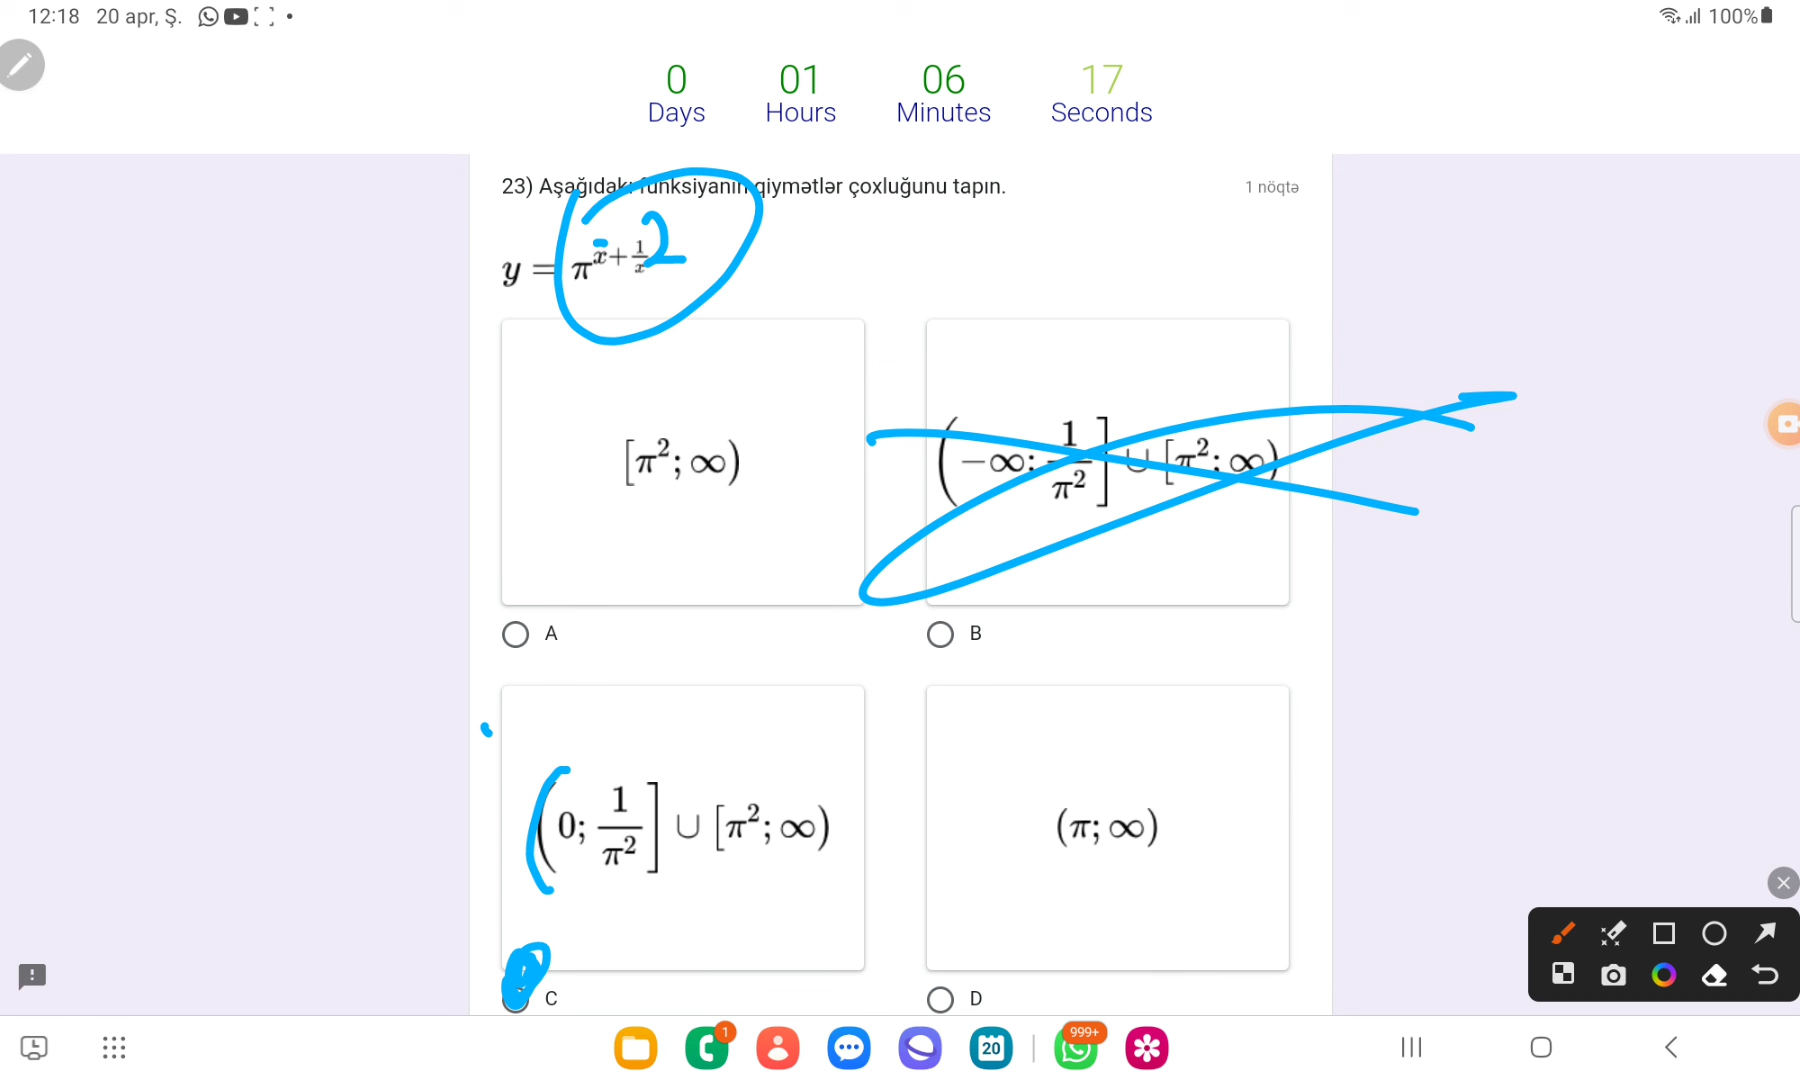 12:18 20 apr, Ş. 100%
0 01 06 17
Days Hours Minutes Seconds
23) Aşağıdakı funksiyanın qiymətlər çoxluğunu tapın. 1 nöqtə
y = π^{x+\frac{1}{x}} 2
[π²; ∞)
(−∞; 1/π²] ∪ [π²; ∞)
A
B
(0; 1/π²] ∪ [π²; ∞)
(π; ∞)
C
D
1
20
999+